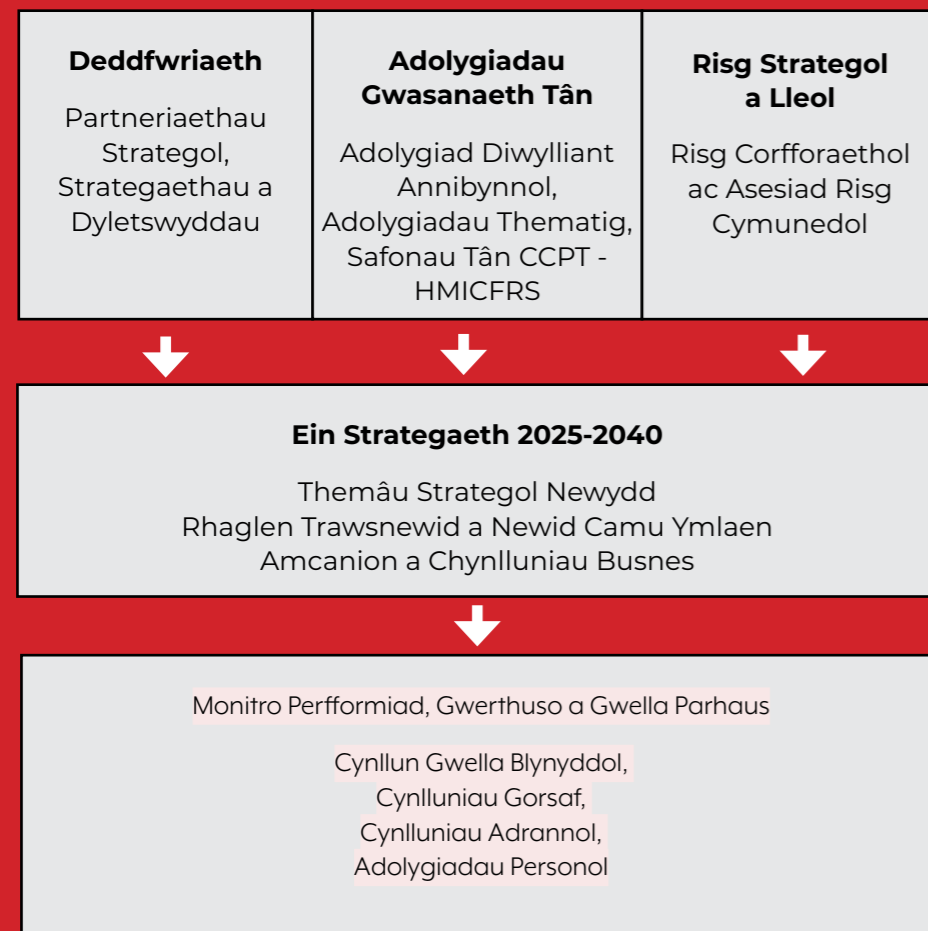 Deddfwriaeth
Partneriaethau
Strategol,
Strategaethau a
Dyletswyddau
Adolygiadau
Gwasanaeth Tân
Adolygiad Diwylliant
Annibynnol,
Adolygiadau Thematig,
Safonau Tân CCPT -
HMICFRS
Risg Strategol
a Lleol
Risg Corfforaethol
ac Asesiad Risg
Cymunedol
Ein Strategaeth 2025-2040
Themâu Strategol Newydd
Rhaglen Trawsnewid a Newid Camu Ymlaen
Amcanion a Chynlluniau Busnes
Monitro Perfformiad, Gwerthuso a Gwella Parhaus
Cynllun Gwella Blynyddol,
Cynlluniau Gorsaf,
Cynlluniau Adrannol,
Adolygiadau Personol